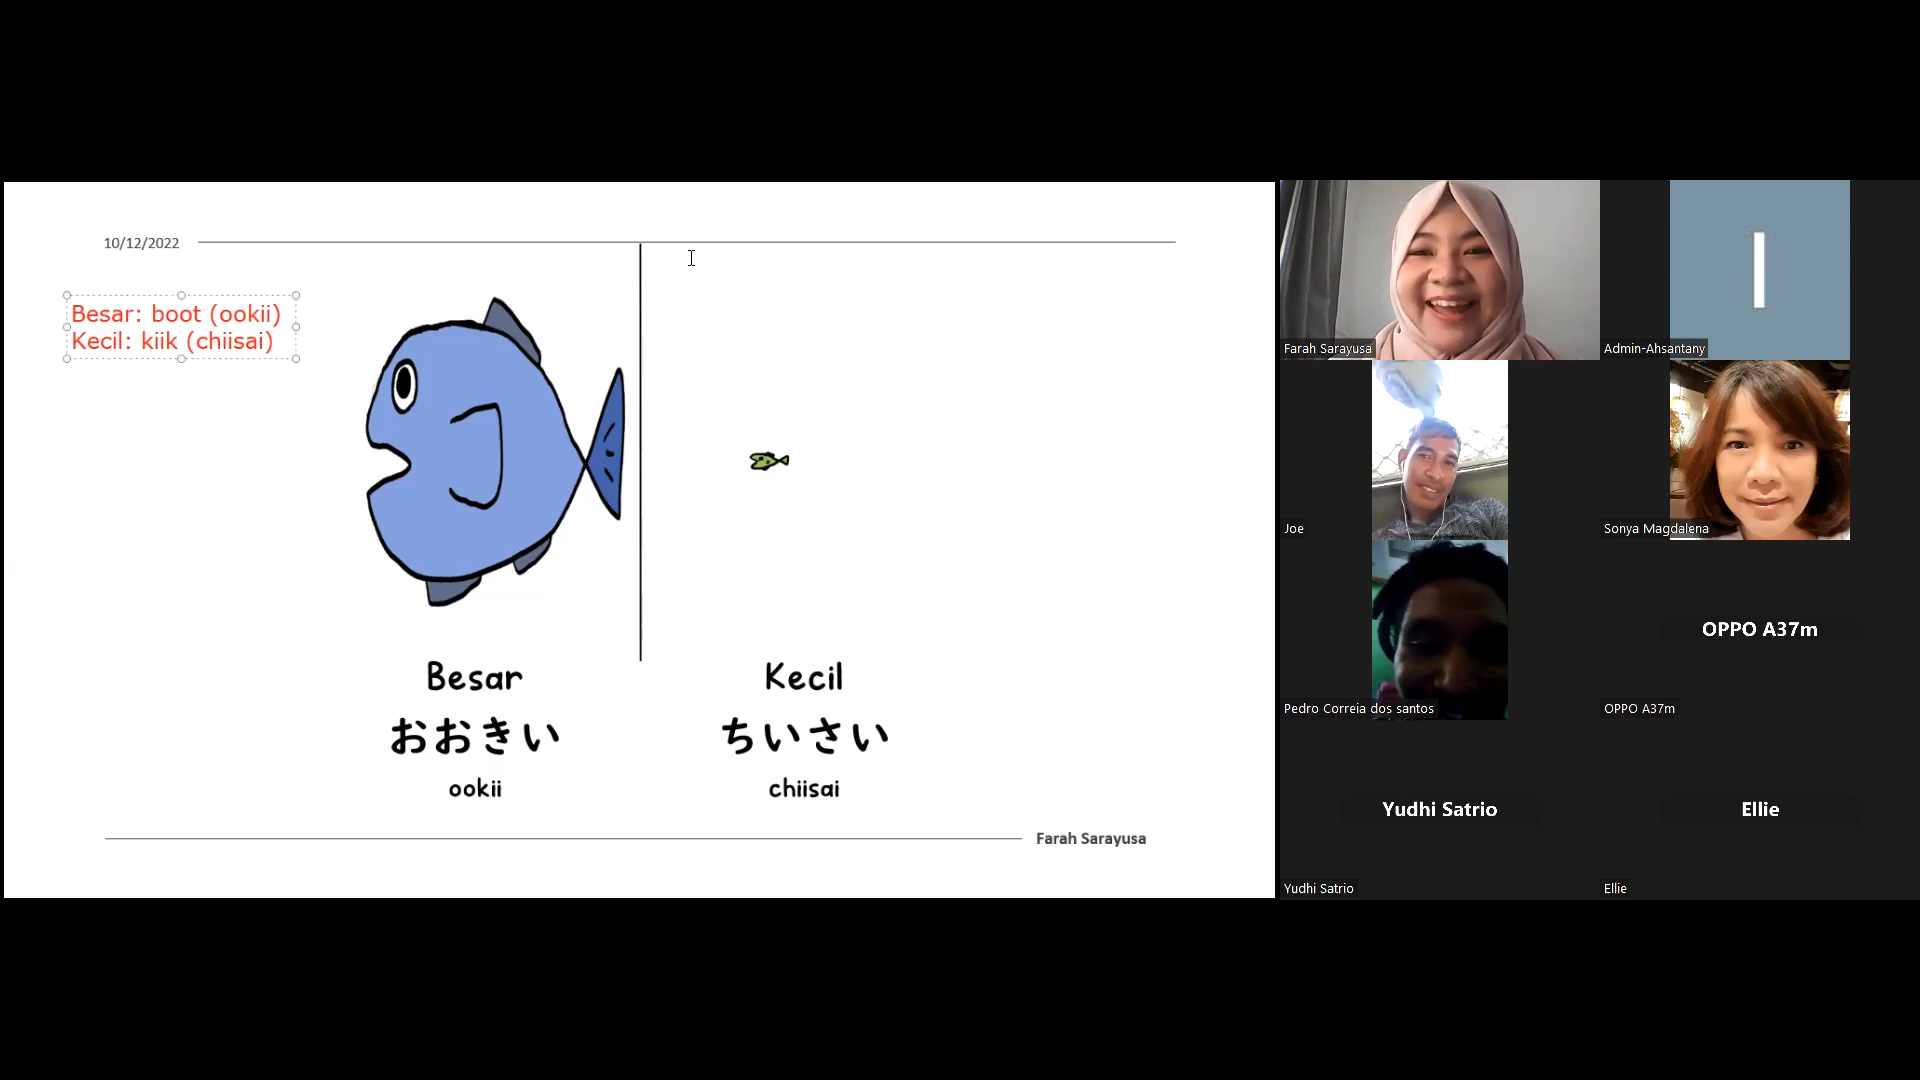 10/12/2022
Besar: boot (ookii)
Kecil: kiik (chiisai)
Besar
おおきい
ookii
Kecil
ちいさい
chiisai
Farah Sarayusa
Farah Sarayusa
I
Admin-Ahsantany
Joe
Sonya Magdalena
Pedro Correia dos santos
OPPO A37m
OPPO A37m
Yudhi Satrio
Yudhi Satrio
Ellie
Ellie